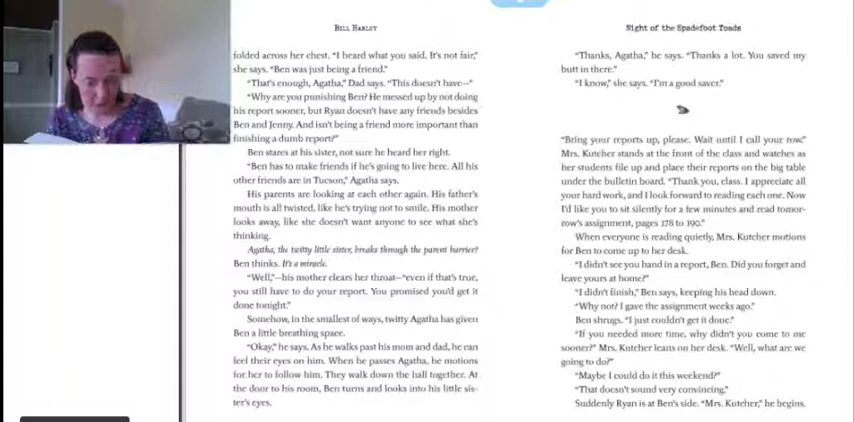 BILL HARLEY
folded across her chest. “I heard what you said. It’s not fair,”
she says. “Ben was just being a friend.”
“That’s enough, Agatha,” Dad says. “This doesn’t have—”
“Why are you punishing Ben? He messed up by not doing
his report sooner, but Ryan doesn’t have any friends besides
Ben and Jenny. And isn’t being a friend more important than
finishing a dumb report?”
Ben stares at his sister, not sure he heard her right.
“Ben has to make friends if he’s going to live here. All his
other friends are in Tucson,” Agatha says.
His parents are looking at each other again. His father’s
mouth is all twisted, like he’s trying not to smile. His mother
looks away, like she doesn’t want anyone to see what she’s
thinking.
Agatha, the twitty little sister, breaks through the parent barrier?
Ben thinks. It’s a miracle.
“Well,”—his mother clears her throat—“even if that’s true,
you still have to do your report. You promised you’d get it
done tonight.”
Somehow, in the smallest of ways, twitty Agatha has given
Ben a little breathing space.
“Okay,” he says. As he walks past his mom and dad, he can
feel their eyes on him. When he passes Agatha, he motions
for her to follow him. They walk down the hall together. At
the door to his room, Ben turns and looks into his little sis-
ter’s eyes.
Night of the Spadefoot Toads
“Thanks, Agatha,” he says. “Thanks a lot. You saved my
butt in there.”
“I know,” she says. “I’m a good saver.”
“Bring your reports up, please. Wait until I call your row.”
Mrs. Kutcher stands at the front of the class and watches as
her students file up and place their reports on the big table
under the bulletin board. “Thank you, class. I appreciate all
your hard work, and I look forward to reading each one. Now
I’d like you to sit silently for a few minutes and read tomor-
row’s assignment, pages 178 to 190.”
When everyone is reading quietly, Mrs. Kutcher motions
for Ben to come up to her desk.
“I didn’t see you hand in a report, Ben. Did you forget and
leave yours at home?”
“I didn’t finish,” Ben says, keeping his head down.
“Why not? I gave the assignment weeks ago.”
Ben shrugs. “I just couldn’t get it done.”
“If you needed more time, why didn’t you come to me
sooner?” Mrs. Kutcher leans on her desk. “Well, what are we
going to do?”
“Maybe I could do it this weekend?”
“That doesn’t sound very convincing.”
Suddenly Ryan is at Ben’s side. “Mrs. Kutcher,” he begins.